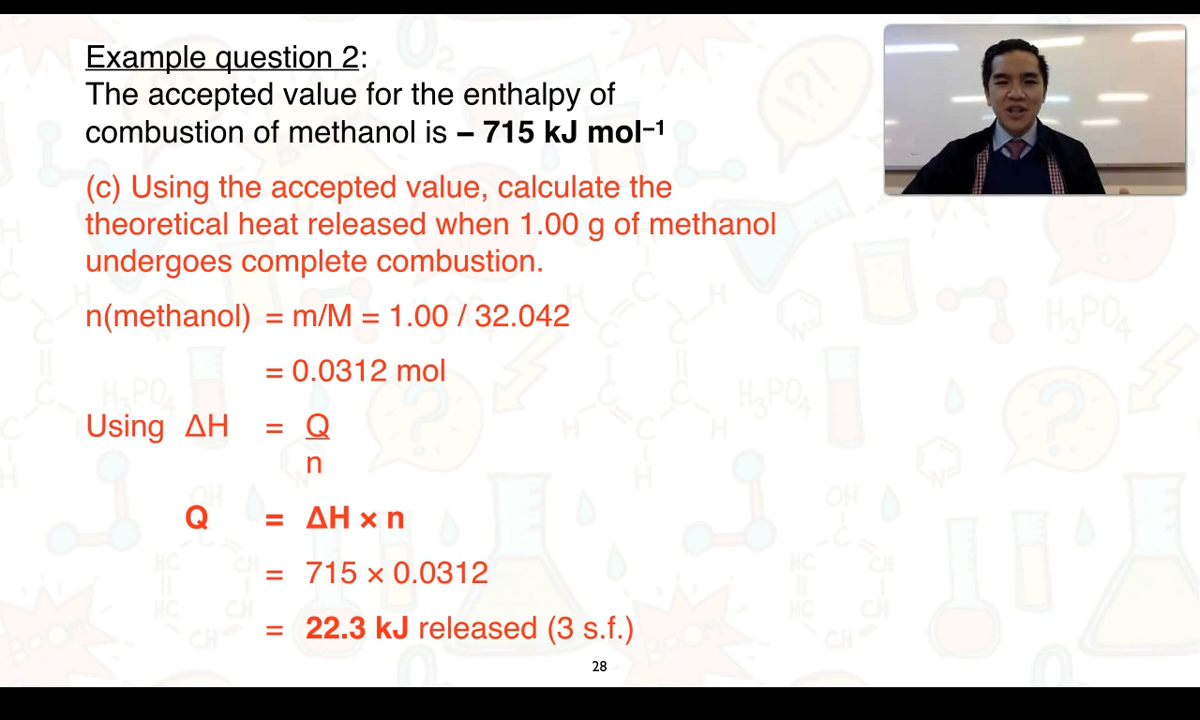 Example question 2:
The accepted value for the enthalpy of
combustion of methanol is – 715 kJ mol⁻¹
(c) Using the accepted value, calculate the
theoretical heat released when 1.00 g of methanol
undergoes complete combustion.
n(methanol) = m/M = 1.00 / 32.042
= 0.0312 mol
Using ΔH = Q
n
Q = ΔH × n
= 715 × 0.0312
= 22.3 kJ released (3 s.f.)
28